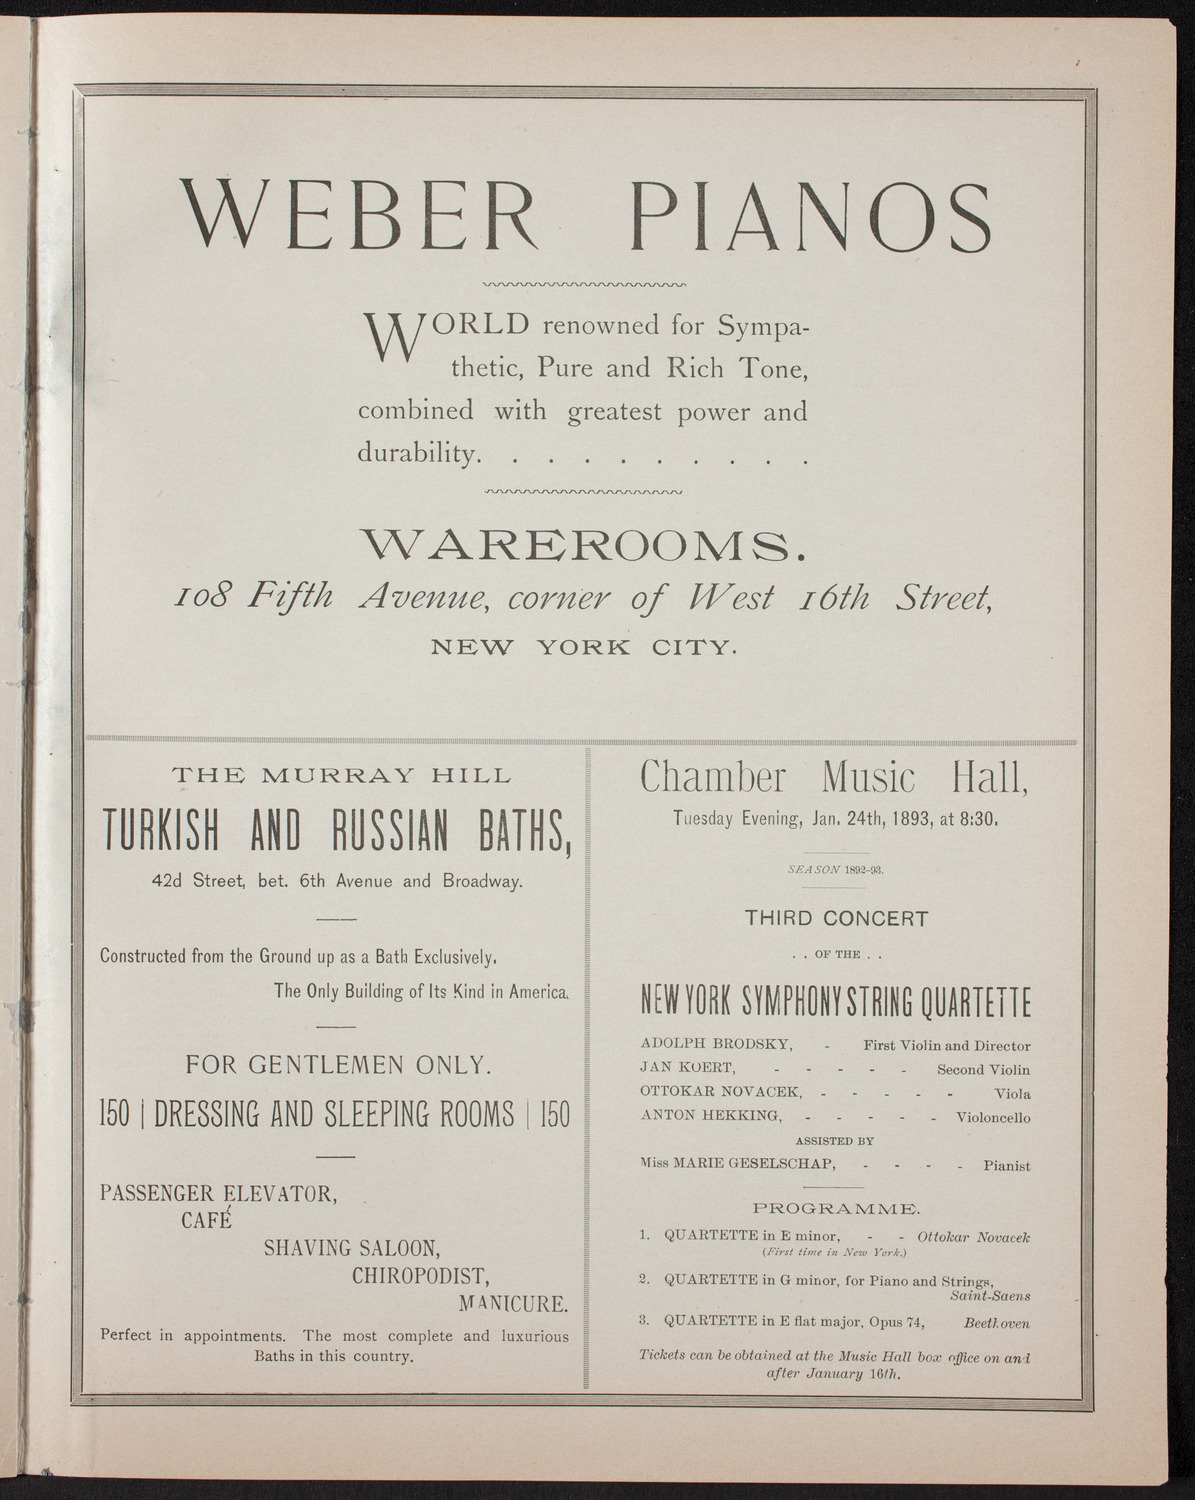 WEBER PIANOS
WORLD renowned for Sympa-
thetic, Pure and Rich Tone,
combined with greatest power and
durability. . . . . . . . . .
WAREROOMS.
108 Fifth Avenue, corner of West 16th Street,
NEW YORK CITY.
THE MURRAY HILL
TURKISH AND RUSSIAN BATHS,
42d Street, bet. 6th Avenue and Broadway.
Constructed from the Ground up as a Bath Exclusively.
The Only Building of Its Kind in America.
FOR GENTLEMEN ONLY.
150 | DRESSING AND SLEEPING ROOMS | 150
PASSENGER ELEVATOR,
CAFÉ
SHAVING SALOON,
CHIROPODIST,
MANICURE.
Perfect in appointments. The most complete and luxurious
Baths in this country.
Chamber Music Hall,
Tuesday Evening, Jan. 24th, 1893, at 8:30.
SEASON 1892-93.
THIRD CONCERT
. . OF THE . .
NEW YORK SYMPHONY STRING QUARTETTE
ADOLPH BRODSKY, - First Violin and Director
JAN KOERT, - - - - - Second Violin
OTTOKAR NOVACEK, - - - - - Viola
ANTON HEKKING, - - - - - Violoncello
ASSISTED BY
Miss MARIE GESELSCHAP, - - - - Pianist
PROGRAMME.
1. QUARTETTE in E minor, - - Ottokar Novacek
(First time in New York.)
2. QUARTETTE in G minor, for Piano and Strings,
Saint-Saens
3. QUARTETTE in E flat major, Opus 74, Beethoven
Tickets can be obtained at the Music Hall box office on and
after January 16th.